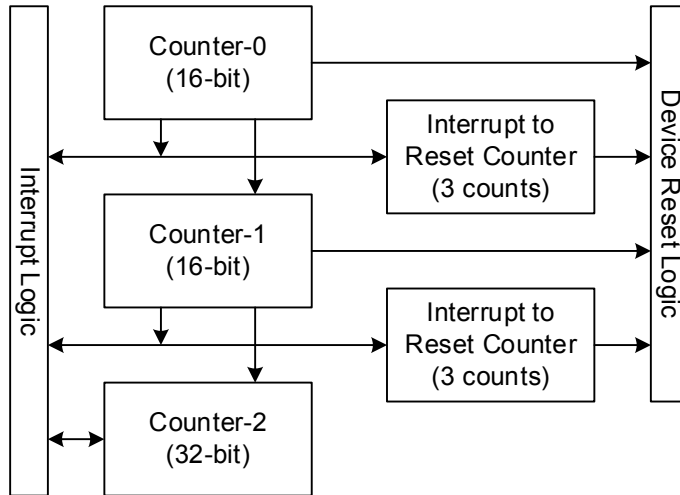 Interrupt Logic
Counter-0
(16-bit)
Interrupt to
Reset Counter
(3 counts)
Counter-1
(16-bit)
Interrupt to
Reset Counter
(3 counts)
Counter-2
(32-bit)
Device Reset Logic